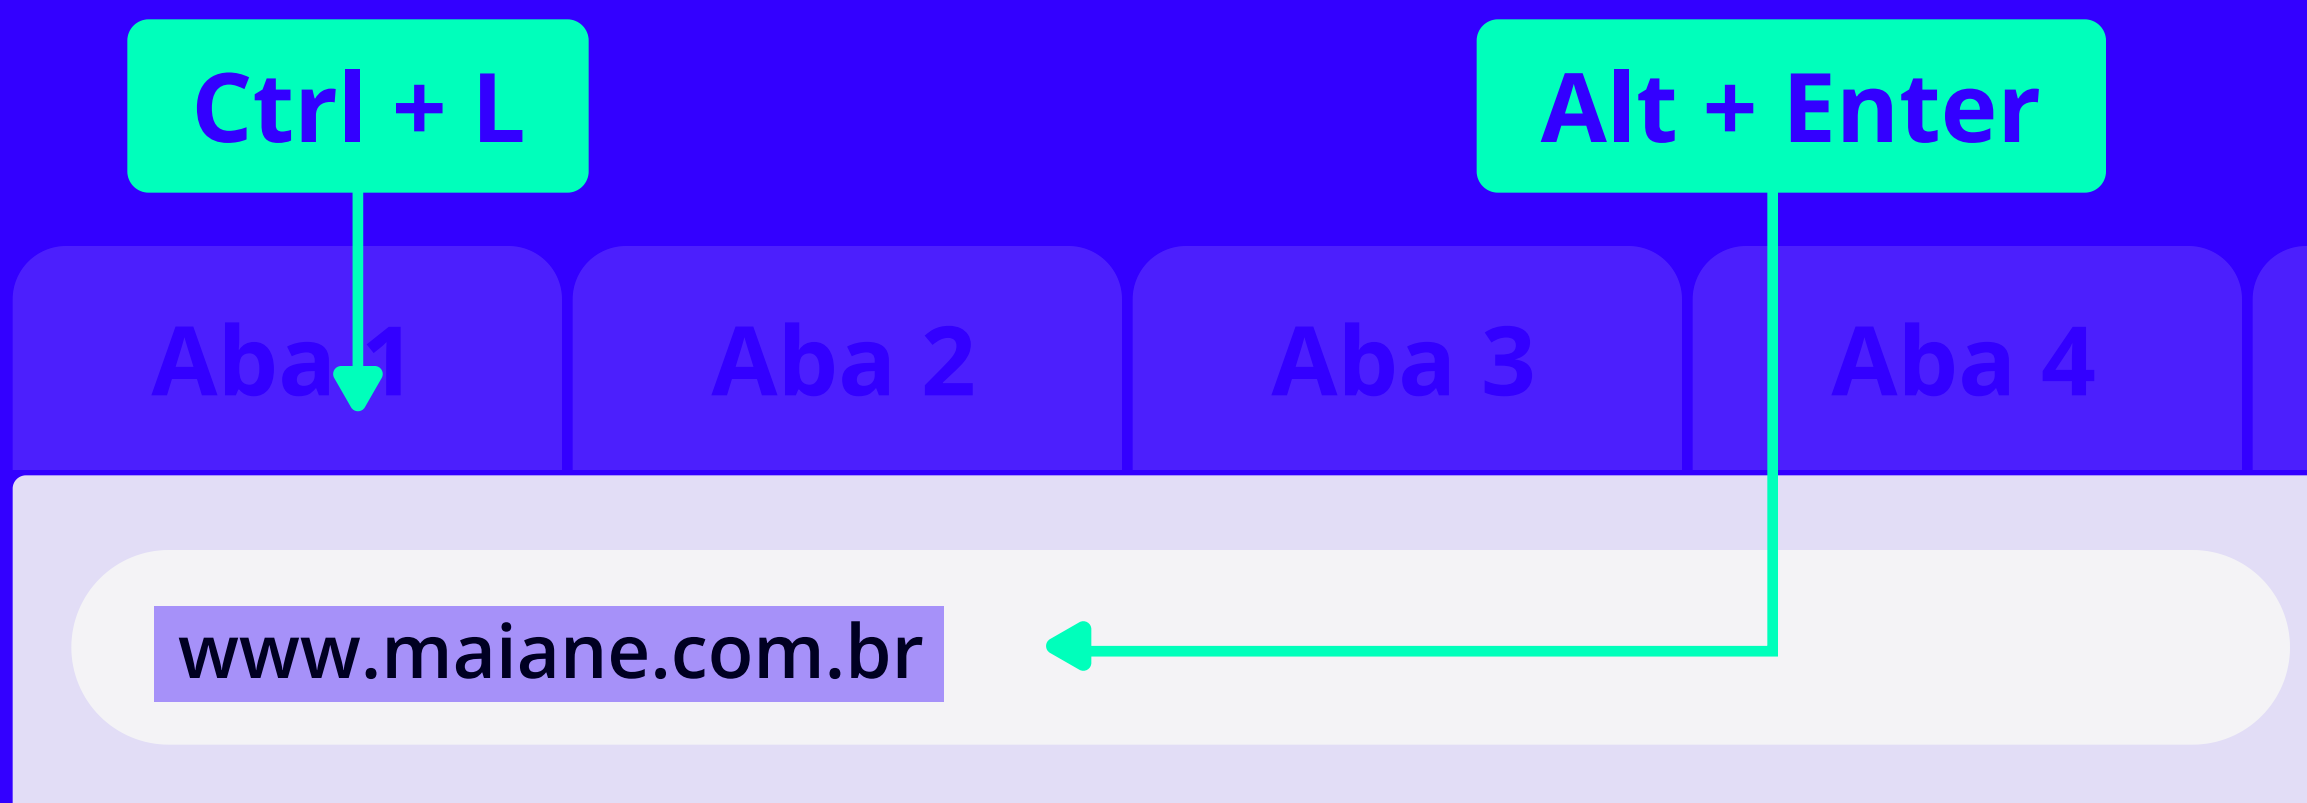 Ctrl + L
Alt + Enter
Aba 1
Aba 2
Aba 3
Aba 4
www.maiane.com.br